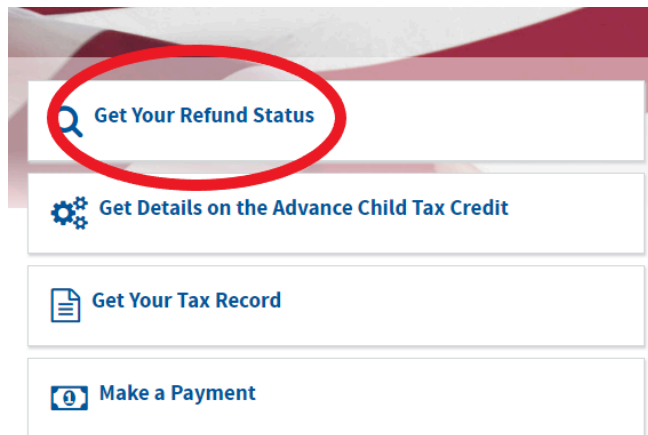 Get Your Refund Status
Get Details on the Advance Child Tax Credit
Get Your Tax Record
Make a Payment